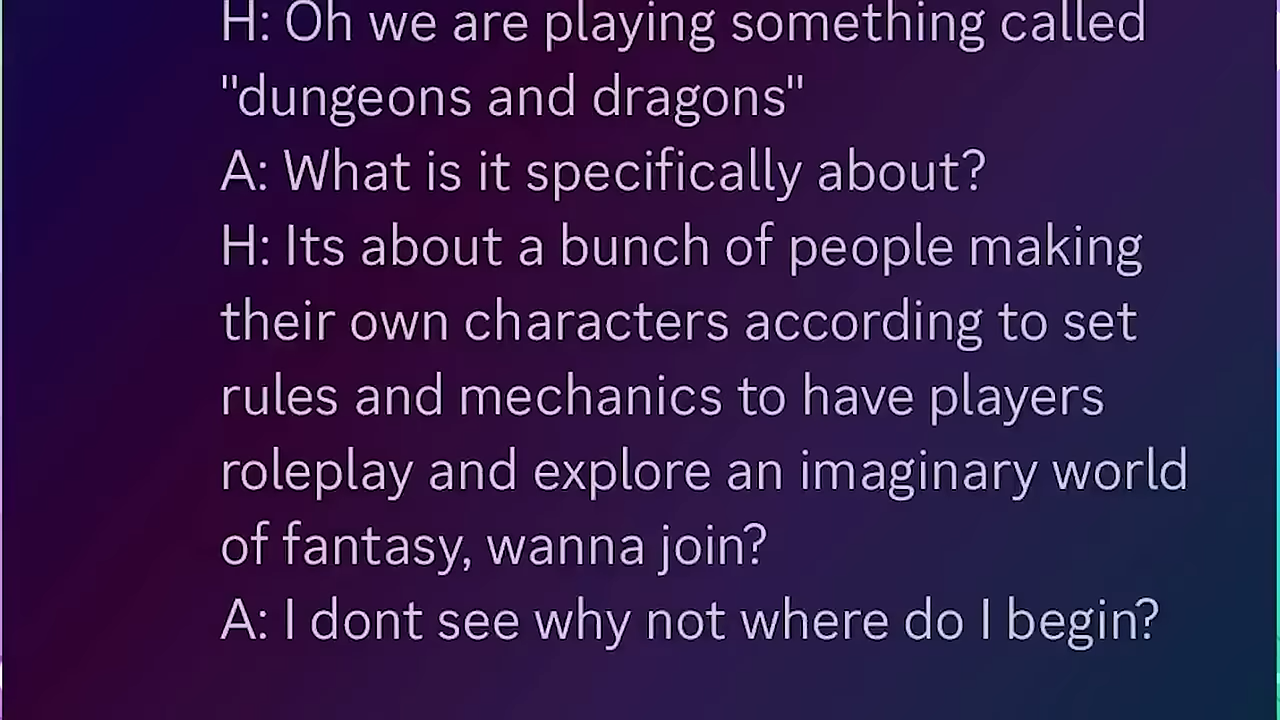 H: Oh we are playing something called
"dungeons and dragons"
A: What is it specifically about?
H: Its about a bunch of people making
their own characters according to set
rules and mechanics to have players
roleplay and explore an imaginary world
of fantasy, wanna join?
A: I dont see why not where do I begin?